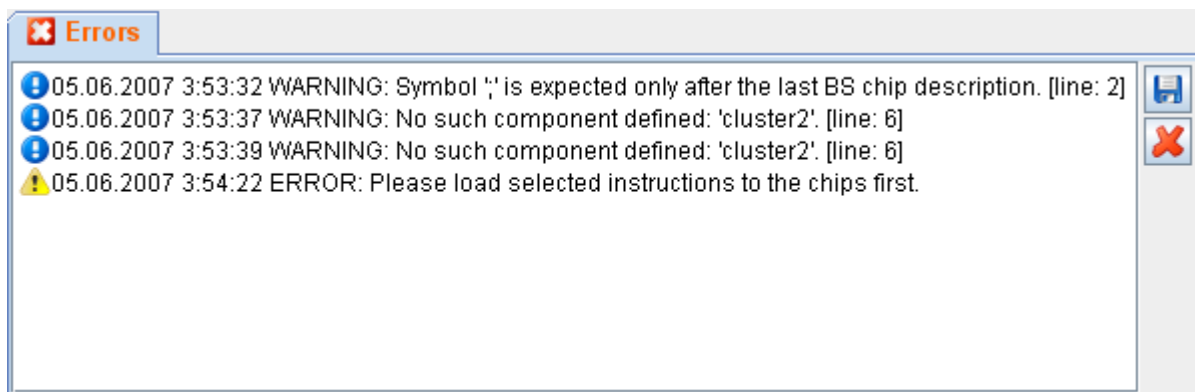 Errors
05.06.2007 3:53:32 WARNING: Symbol ';' is expected only after the last BS chip description. [line: 2]
05.06.2007 3:53:37 WARNING: No such component defined: 'cluster2'. [line: 6]
05.06.2007 3:53:39 WARNING: No such component defined: 'cluster2'. [line: 6]
05.06.2007 3:54:22 ERROR: Please load selected instructions to the chips first.